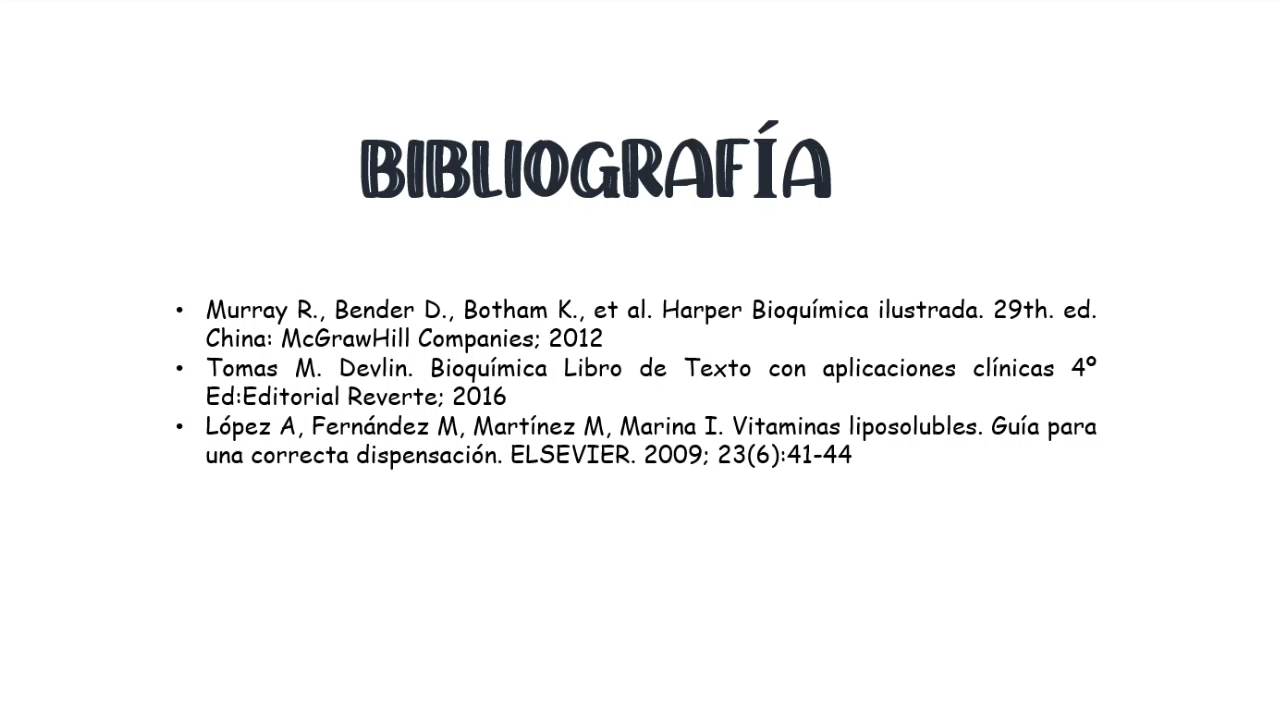 BIBLIOGRAFÍA
• Murray R., Bender D., Botham K., et al. Harper Bioquímica ilustrada. 29th. ed.
China: McGrawHill Companies; 2012
• Tomas M. Devlin. Bioquímica Libro de Texto con aplicaciones clínicas 4º
Ed:Editorial Reverte; 2016
• López A, Fernández M, Martínez M, Marina I. Vitaminas liposolubles. Guía para
una correcta dispensación. ELSEVIER. 2009; 23(6):41-44